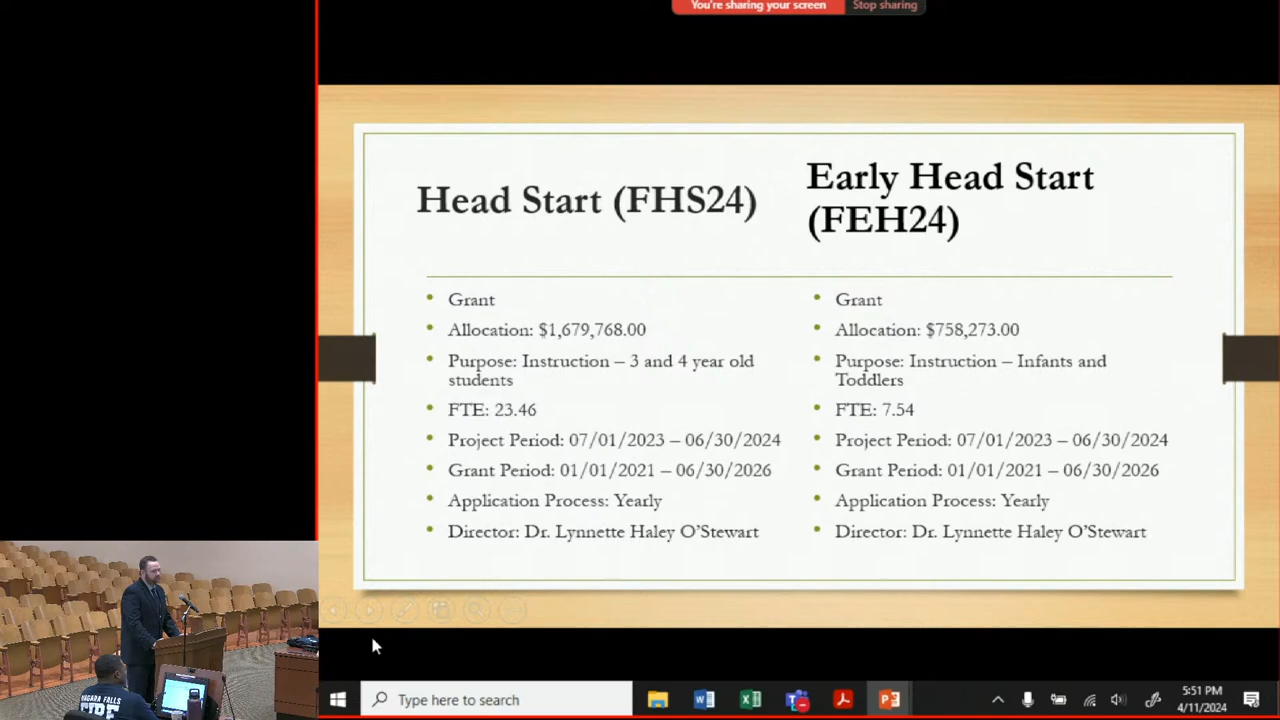 You're sharing your screen
Stop sharing
Head Start (FHS24)
Early Head Start
(FEH24)
Grant
Allocation: $1,679,768.00
Purpose: Instruction – 3 and 4 year old
students
FTE: 23.46
Project Period: 07/01/2023 – 06/30/2024
Grant Period: 01/01/2021 – 06/30/2026
Application Process: Yearly
Director: Dr. Lynnette Haley O'Stewart
Grant
Allocation: $758,273.00
Purpose: Instruction – Infants and
Toddlers
FTE: 7.54
Project Period: 07/01/2023 – 06/30/2024
Grant Period: 01/01/2021 – 06/30/2026
Application Process: Yearly
Director: Dr. Lynnette Haley O'Stewart
NIAGARA FALLS
FIRE
Type here to search
5:51 PM
4/11/2024